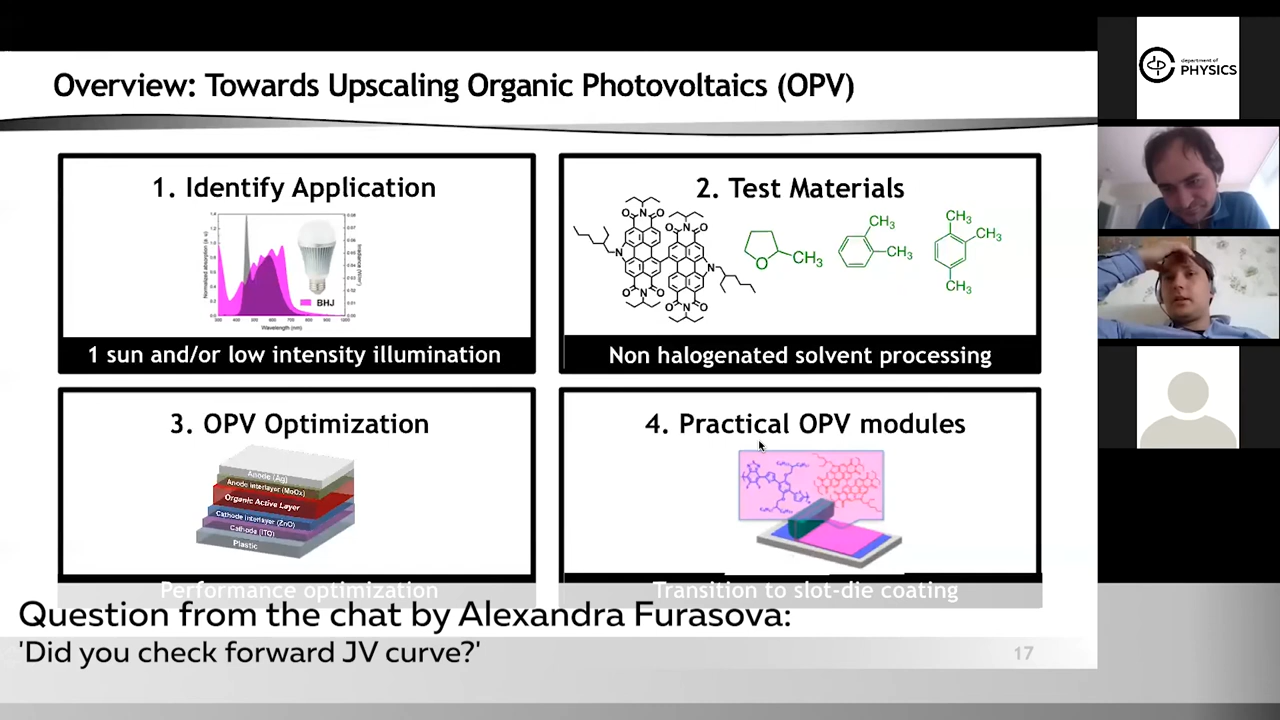 Overview: Towards Upscaling Organic Photovoltaics (OPV)
department of
PHYSICS
1. Identify Application
BHJ
Wavelength (nm)
1 sun and/or low intensity illumination
2. Test Materials
CH3
CH3
CH3
O
CH3
CH3
CH3
Non halogenated solvent processing
3. OPV Optimization
Anode (Ag)
Anode interlayer (MoOx)
Organic Active Layer
Cathode interlayer (ZnO)
Cathode (ITO)
Plastic
Performance optimization
4. Practical OPV modules
Transition to slot-die coating
Question from the chat by Alexandra Furasova:
'Did you check forward JV curve?'
17